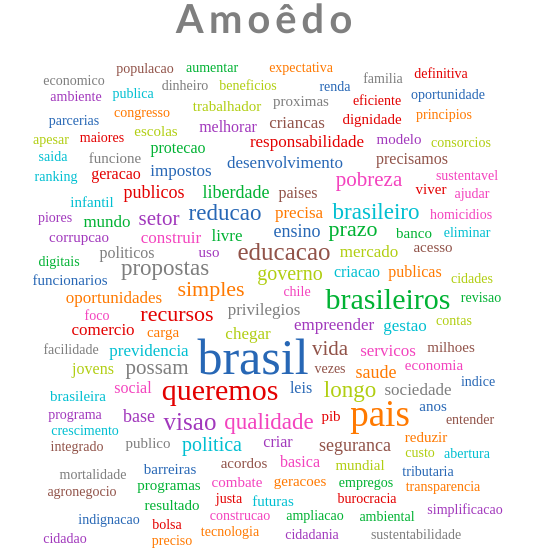 Amoêdo
populacao aumentar expectativa
economico dinheiro beneficios renda familia definitiva
ambiente publica trabalhador proximas eficiente oportunidade
parcerias congresso melhorar criancas dignidade principios
apesar maiores escolas responsabilidade modelo consorcios
saida funcione protecao desenvolvimento precisamos
ranking geracao impostos pobreza sustentavel
infantil publicos liberdade paises viver ajudar
piores mundo setor reducao precisa brasileiro homicidios
corrupcao construir livre ensino prazo banco eliminar
digitais politicos uso educacao mercado acesso
funcionarios propostas governo criacao publicas cidades
oportunidades simples chile brasileiros revisao
foco recursos privilegios empreender gestao contas
comercio carga chegar
facilidade previdencia brasil vida servicos milhoes
jovens possam vezes saude economia
brasileira social queremos leis longo sociedade indice
programa base visao qualidade pib pais anos entender
crescimento
integrado publico politica criar seguranca reduzir custo abertura
mortalidade barreiras acordos basica mundial tributaria
agronegocio programas combate geracoes empregos transparencia
resultado justa futuras burocracia
indignacao bolsa construcao ampliacao ambiental simplificacao
cidadao preciso tecnologia cidadania sustentabilidade